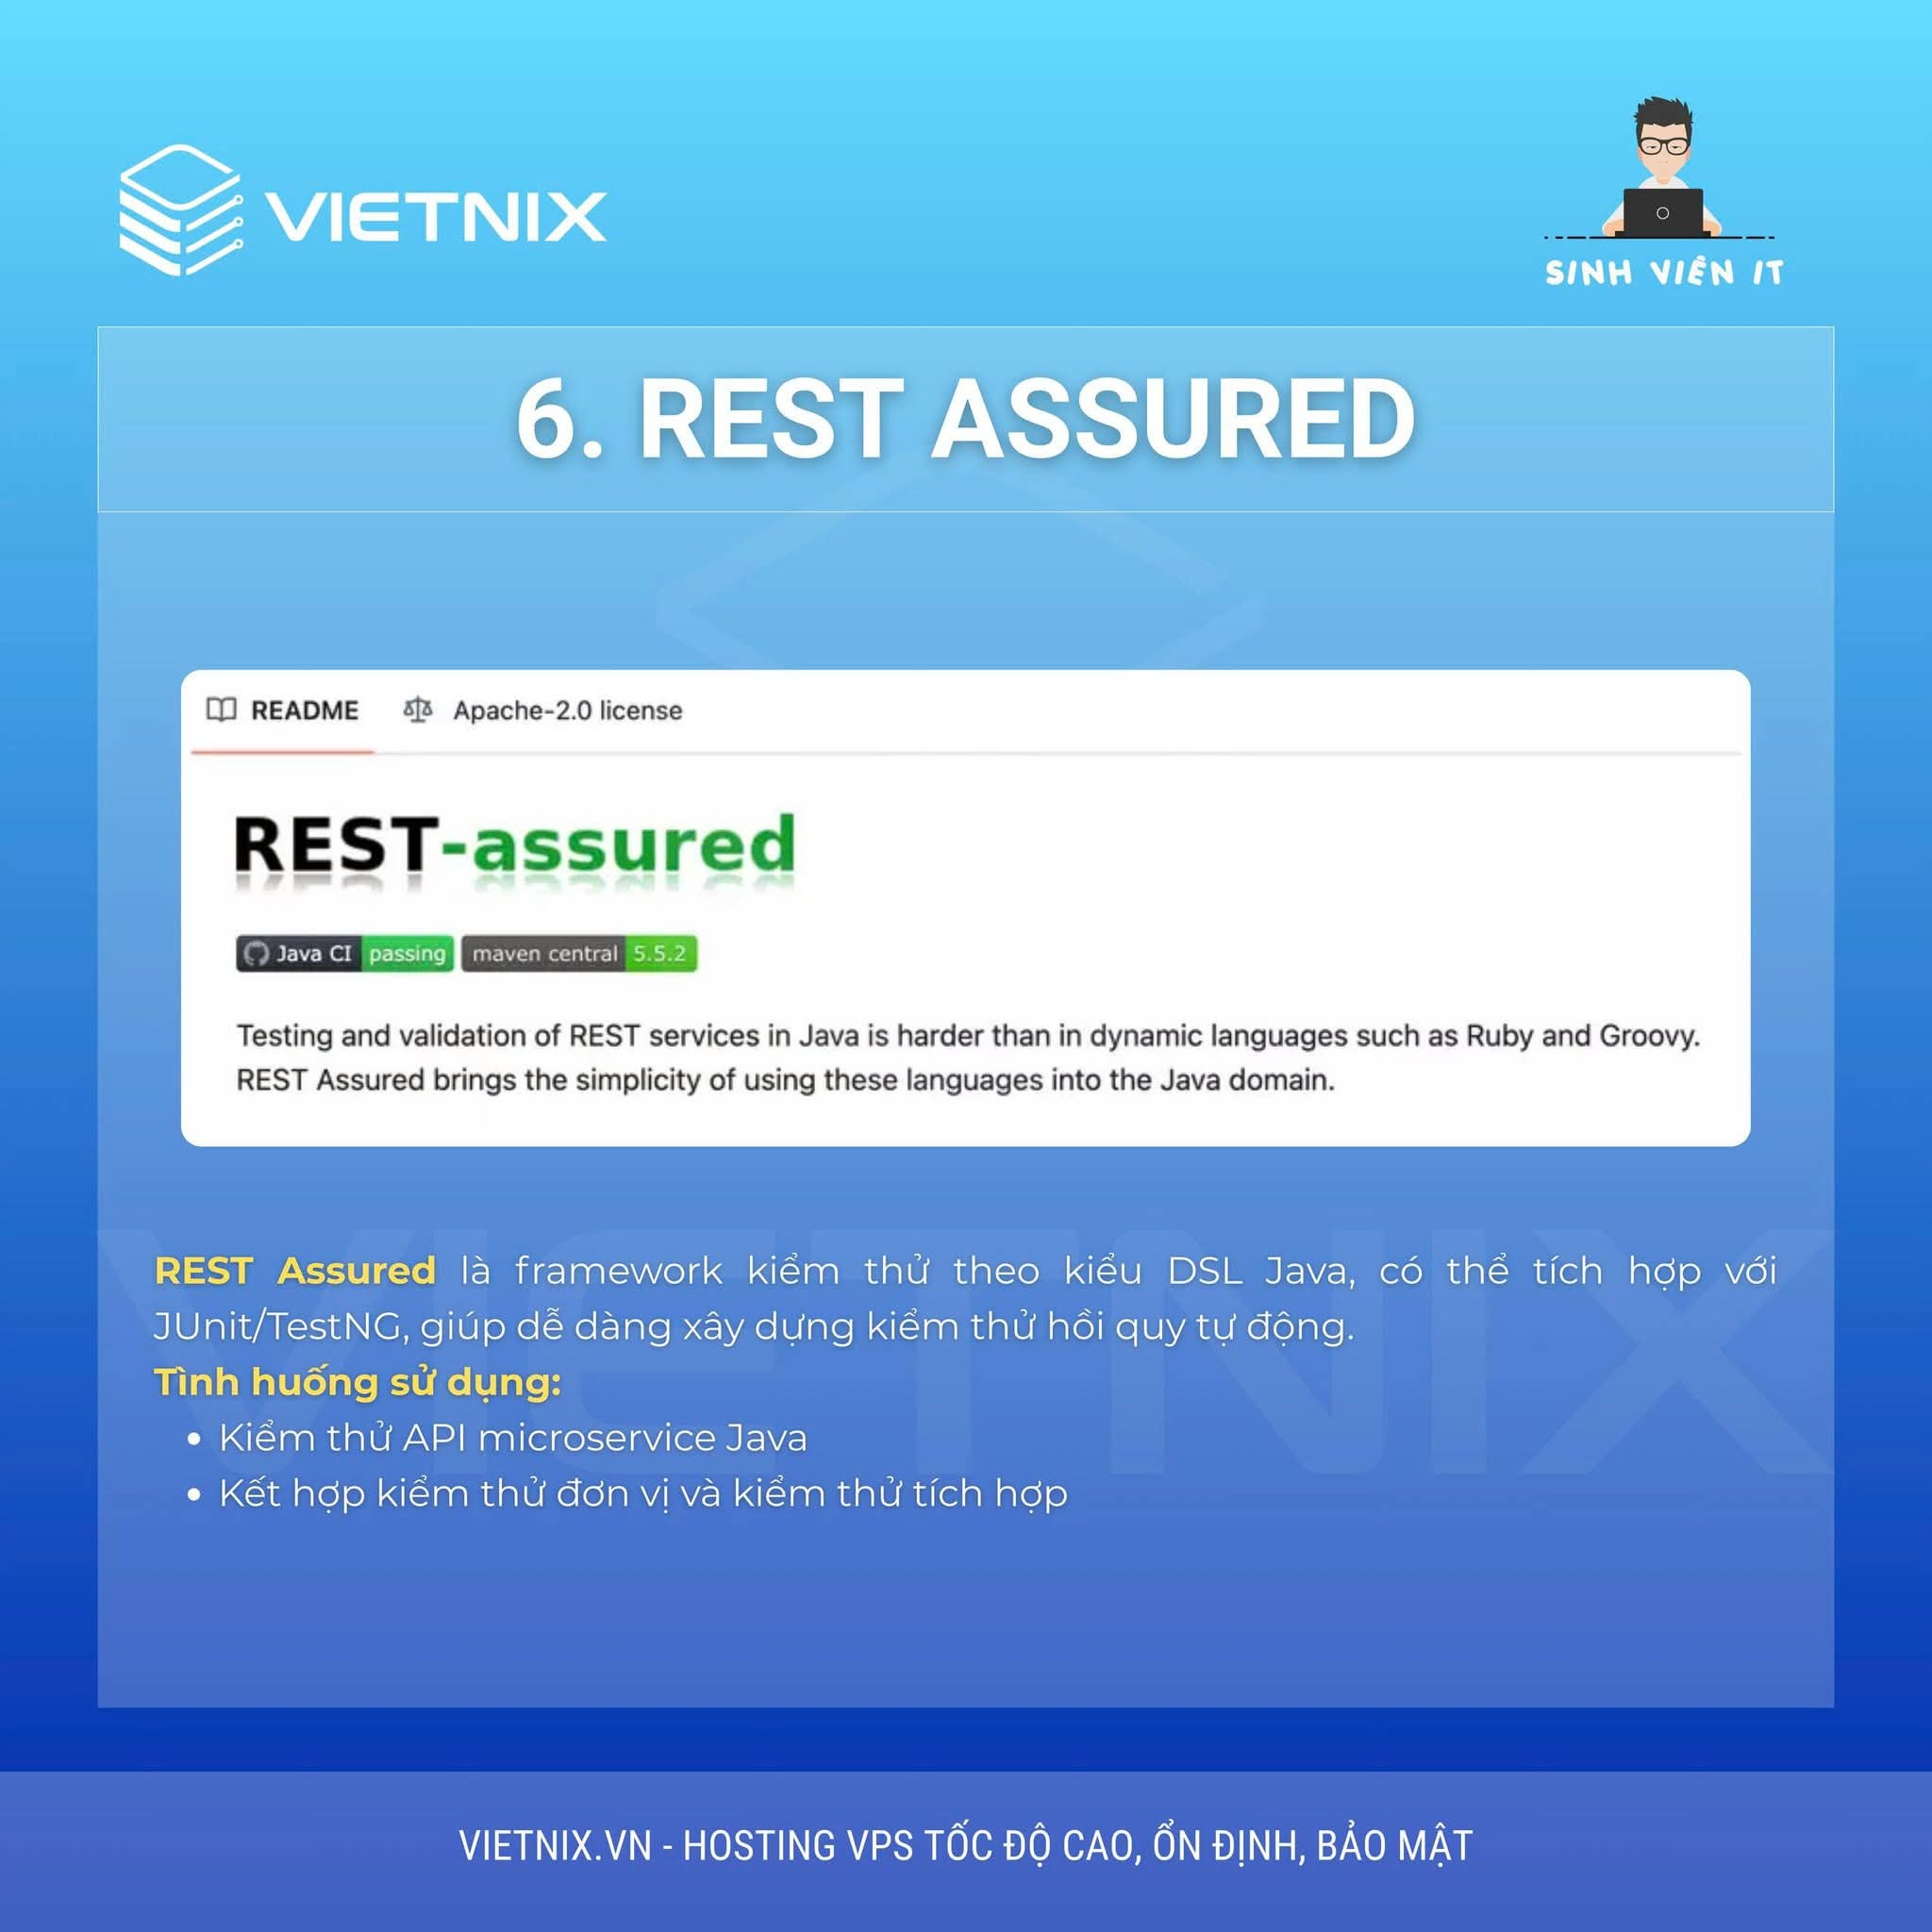 VIETNIX
SINH VIÊN IT
6. REST ASSURED
README Apache-2.0 license
REST-assured
Java CI passing maven central 5.5.2
Testing and validation of REST services in Java is harder than in dynamic languages such as Ruby and Groovy.
REST Assured brings the simplicity of using these languages into the Java domain.
REST Assured là framework kiểm thử theo kiểu DSL Java, có thể tích hợp với
JUnit/TestNG, giúp dễ dàng xây dựng kiểm thử hồi quy tự động.
Tình huống sử dụng:
• Kiểm thử API microservice Java
• Kết hợp kiểm thử đơn vị và kiểm thử tích hợp
VIETNIX
VIETNIX.VN - HOSTING VPS TỐC ĐỘ CAO, ỔN ĐỊNH, BẢO MẬT